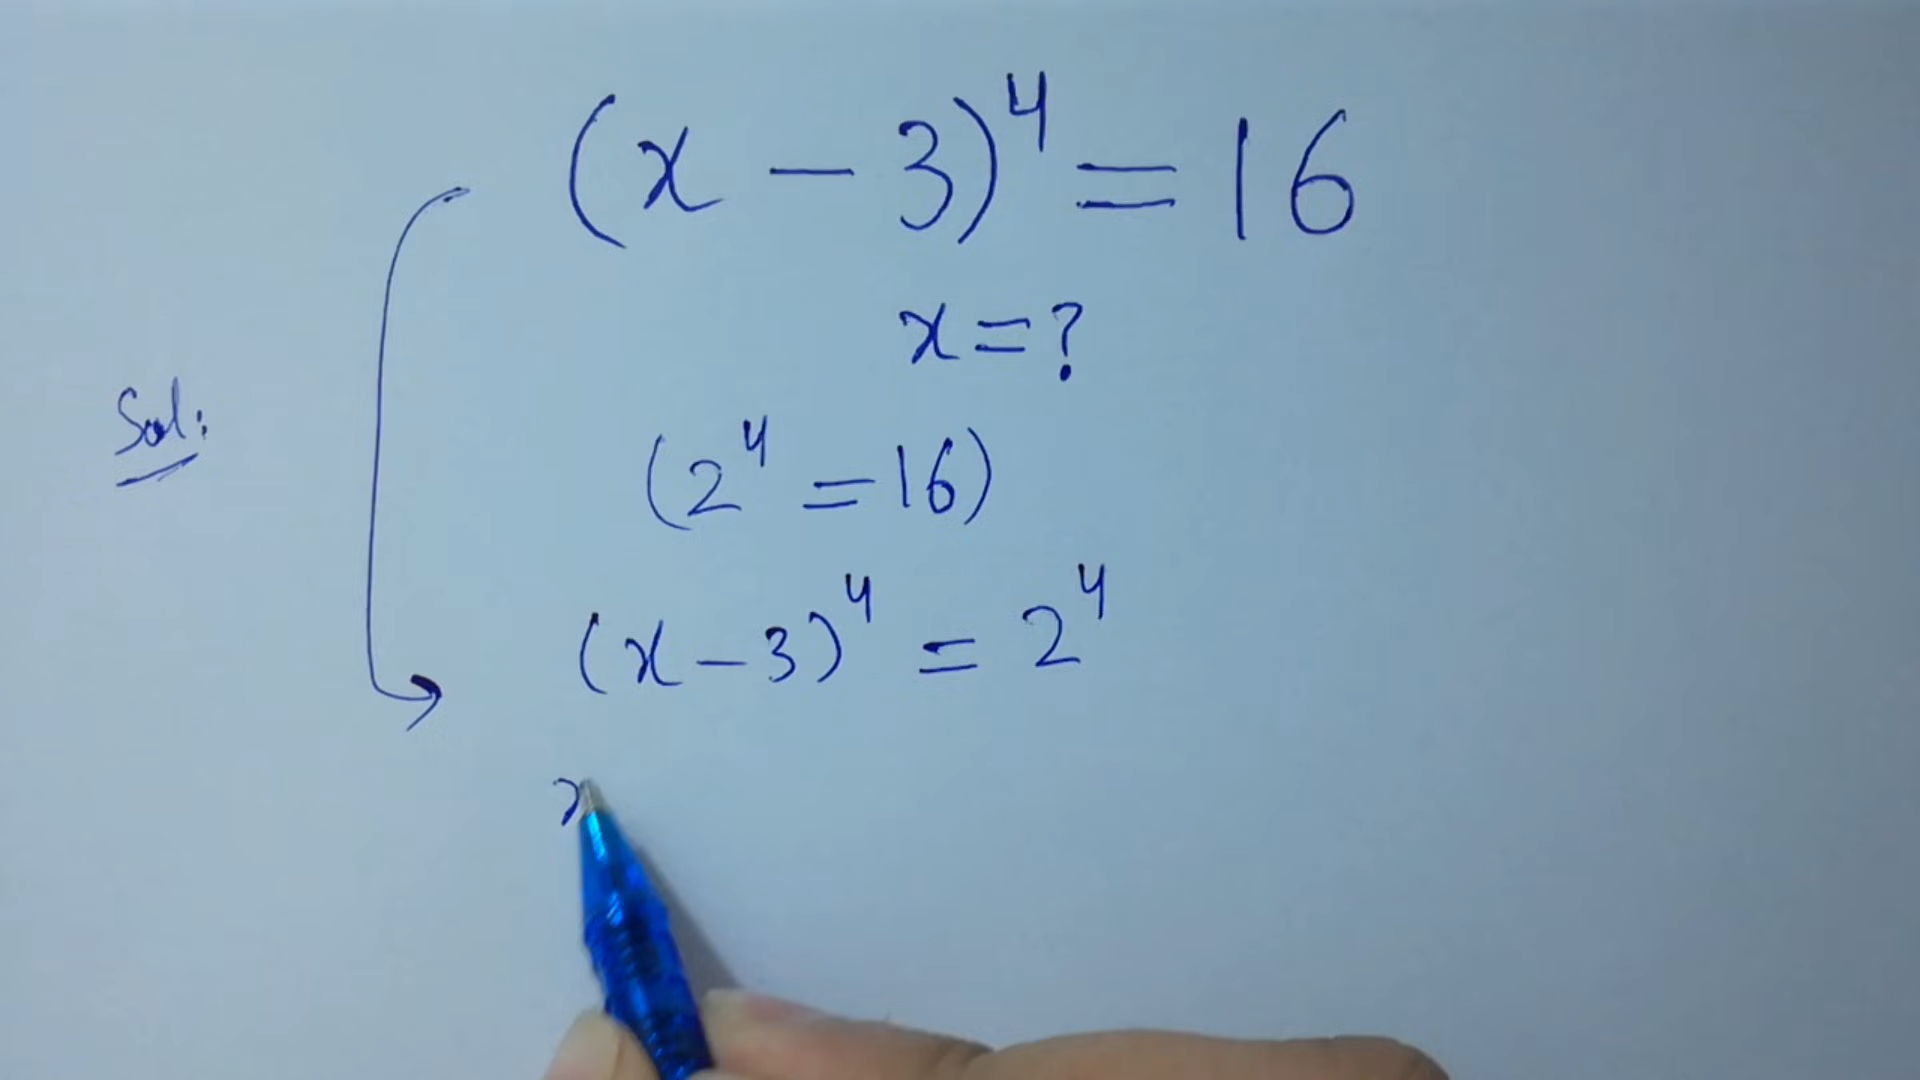 (x - 3)⁴ = 16
x = ?
Sol:
(2⁴ = 16)
(x - 3)⁴ = 2⁴
x